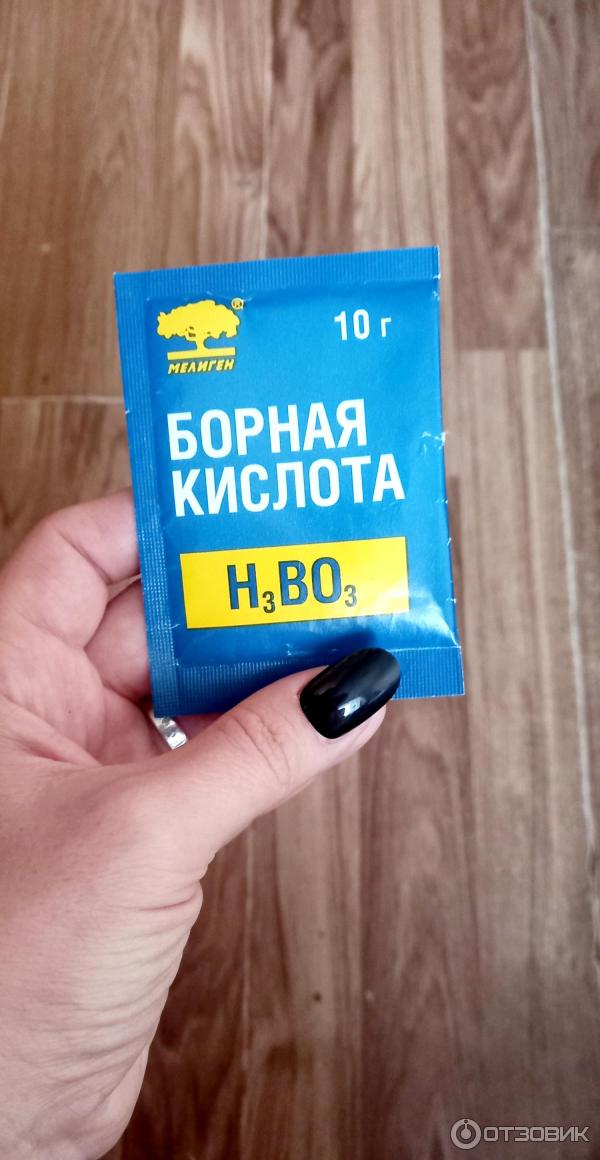 ®
МЕЛИГЕН
10 г
БОРНАЯ
КИСЛОТА
H₃BO₃
ОТЗОВИК